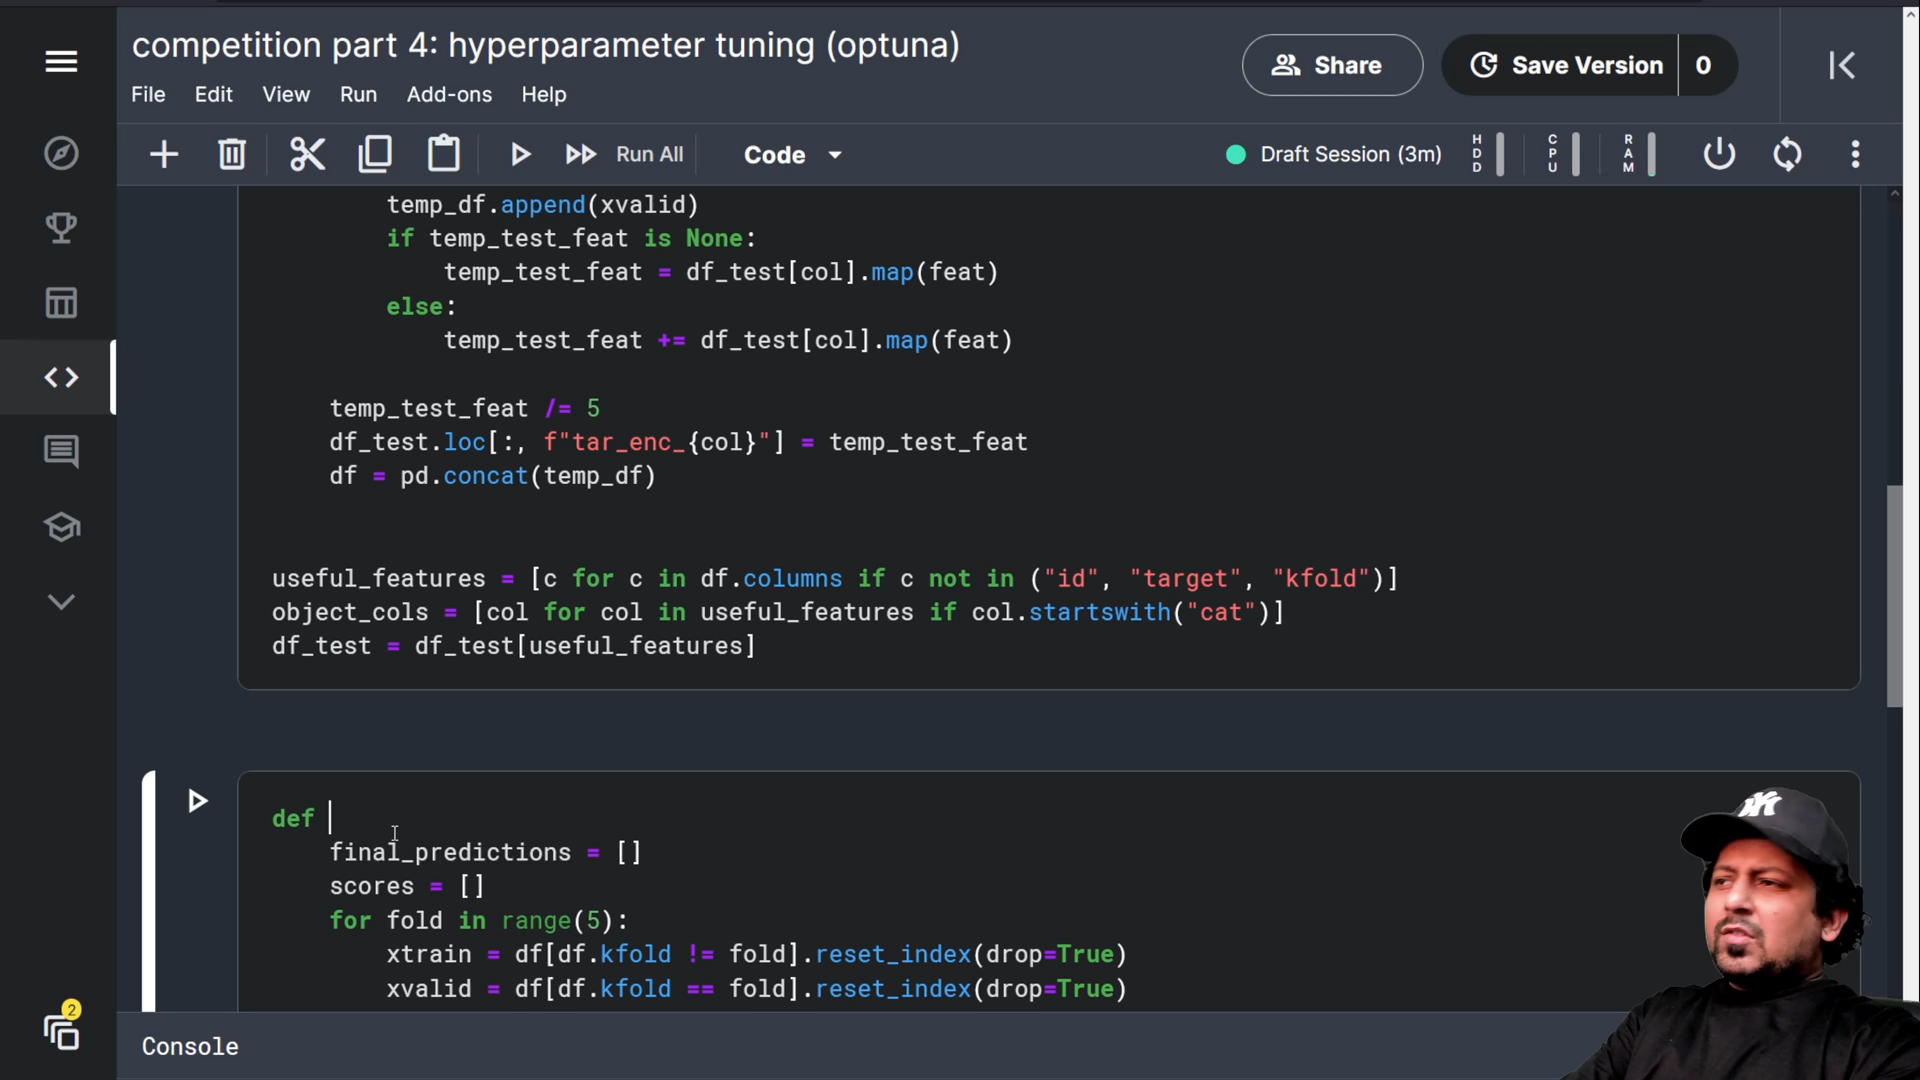 competition part 4: hyperparameter tuning (optuna)
Share
Save Version 0
File Edit View Run Add-ons Help
Run All
Code
Draft Session (3m)
HDD
CPU
RAM
temp_df.append(xvalid)
if temp_test_feat is None:
temp_test_feat = df_test[col].map(feat)
else:
temp_test_feat += df_test[col].map(feat)
temp_test_feat /= 5
df_test.loc[:, f"tar_enc_{col}"] = temp_test_feat
df = pd.concat(temp_df)
useful_features = [c for c in df.columns if c not in ("id", "target", "kfold")]
object_cols = [col for col in useful_features if col.startswith("cat")]
df_test = df_test[useful_features]
def
final_predictions = []
scores = []
for fold in range(5):
xtrain = df[df.kfold != fold].reset_index(drop=True)
xvalid = df[df.kfold == fold].reset_index(drop=True)
2
Console